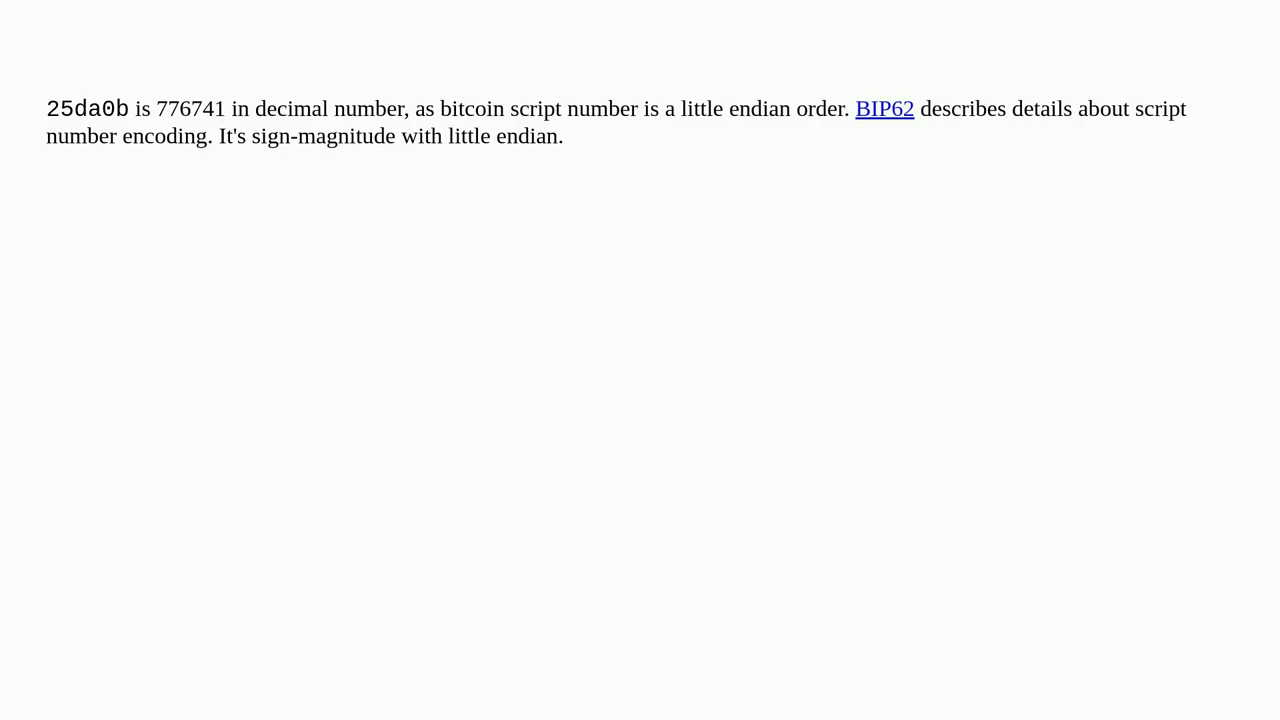 25da0b is 776741 in decimal number, as bitcoin script number is a little endian order. BIP62 describes details about script
number encoding. It's sign-magnitude with little endian.